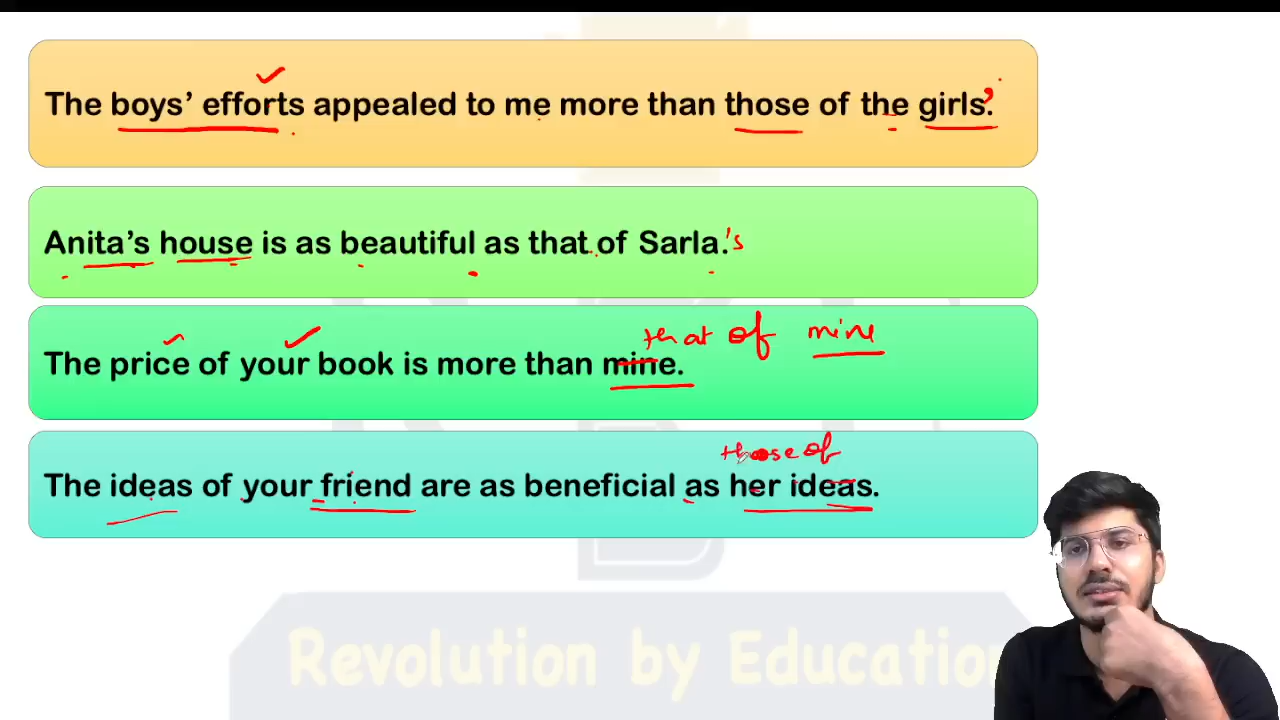 The boys’ efforts appealed to me more than those of the girls.’
Anita’s house is as beautiful as that of Sarla.’s
that of mine
The price of your book is more than mine.
those of
The ideas of your friend are as beneficial as her ideas.
Revolution by Education